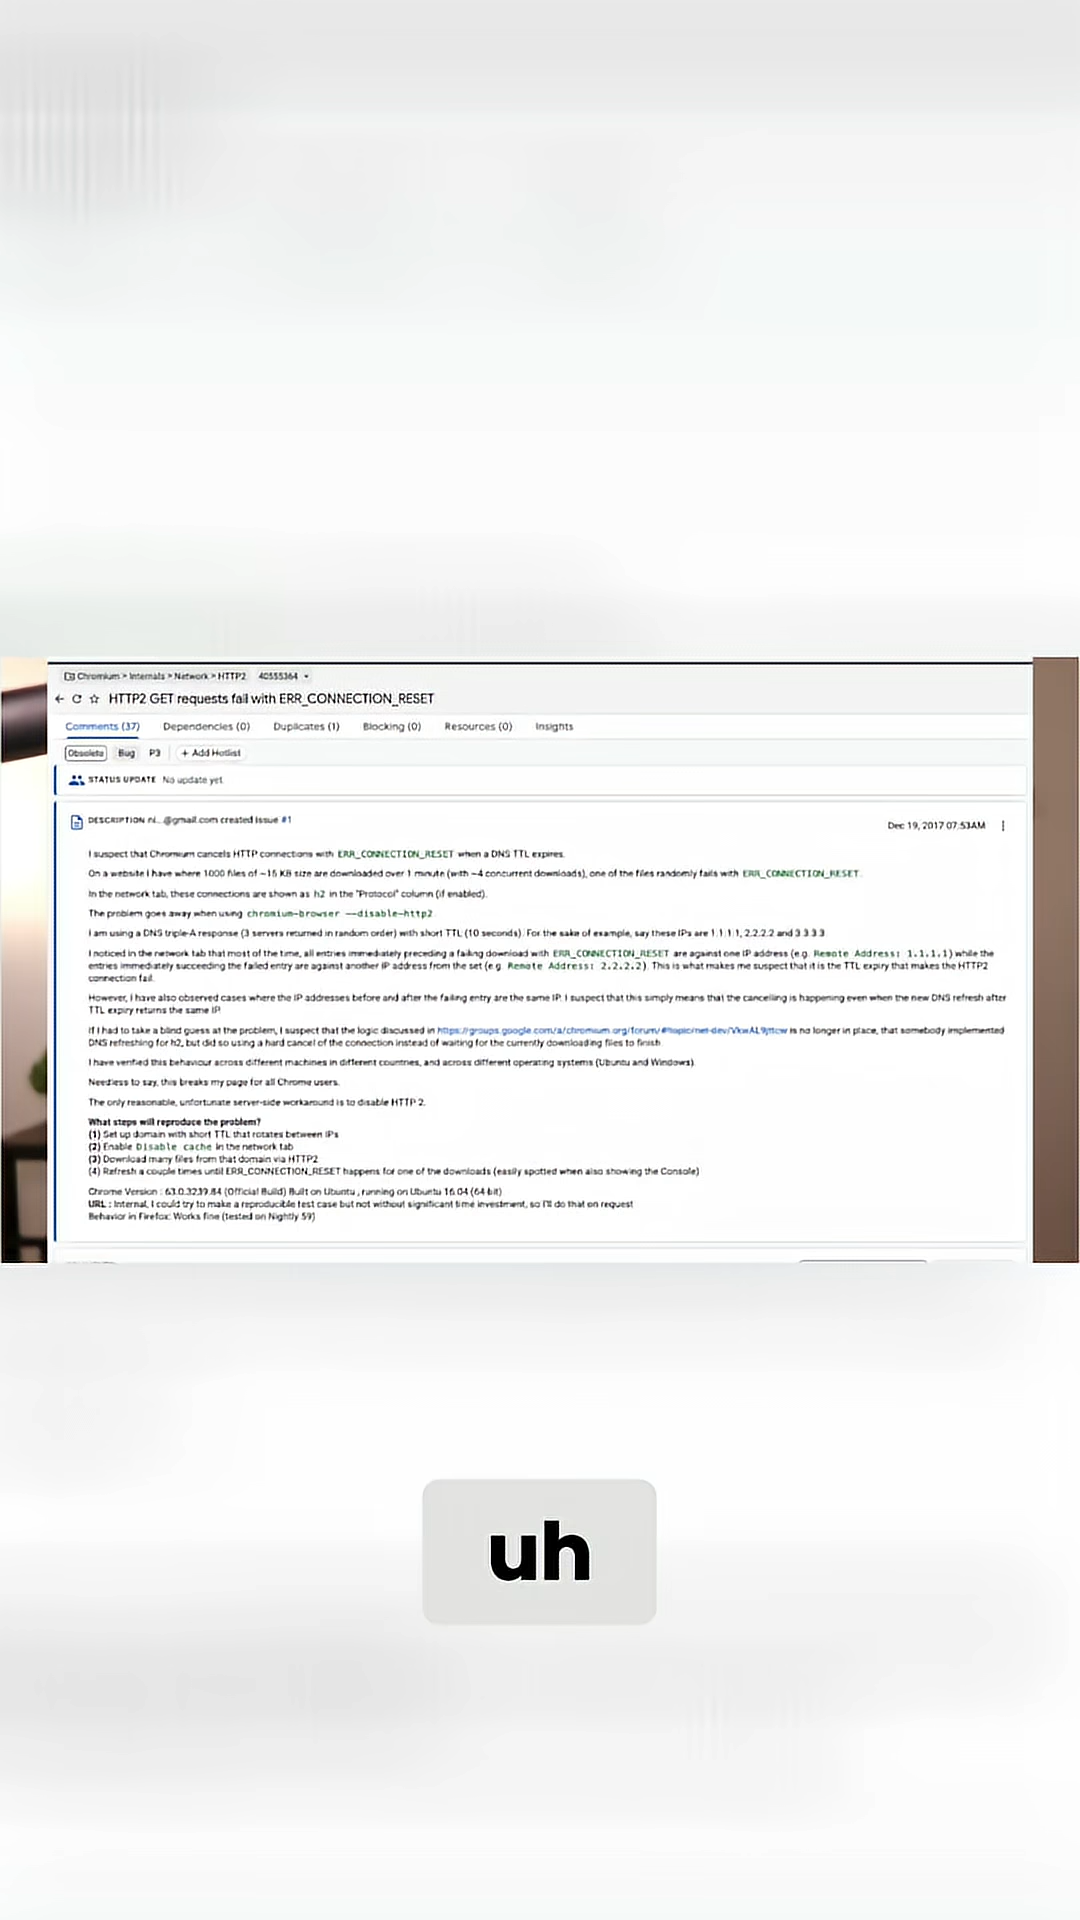 Chromium > Internals > Network > HTTP2 40555364
HTTP2 GET requests fail with ERR_CONNECTION_RESET
Comments (37) Dependencies (0) Duplicates (1) Blocking (0) Resources (0) Insights
Obsolete Bug P3 + Add Hotlist
STATUS UPDATE No update yet
DESCRIPTION ni...@gmail.com created issue #1
Dec 19, 2017 07:53AM
I suspect that Chromium cancels HTTP connections with ERR_CONNECTION_RESET when a DNS TTL expires.
On a website I have where 1000 files of ~15 KB size are downloaded over 1 minute (with ~4 concurrent downloads), one of the files randomly fails with ERR_CONNECTION_RESET.
In the network tab, these connections are shown as h2 in the "Protocol" column (if enabled).
The problem goes away when using chromium-browser --disable-http2
I am using a DNS triple-A response (3 servers returned in random order) with short TTL (10 seconds). For the sake of example, say these IPs are 1.1.1.1, 2.2.2.2 and 3.3.3.3
I noticed in the network tab that most of the time, all entries immediately preceding a failing download with ERR_CONNECTION_RESET are against one IP address (e.g. Remote Address: 1.1.1.1) while the
entries immediately succeeding the failed entry are against another IP address from the set (e.g. Remote Address: 2.2.2.2). This is what makes me suspect that it is the TTL expiry that makes the HTTP2
connection fail.
However, I have also observed cases where the IP addresses before and after the failing entry are the same IP. I suspect that this simply means that the cancelling is happening even when the new DNS refresh after
TTL expiry returns the same IP.
If I had to take a blind guess at the problem, I suspect that the logic discussed in https://groups.google.com/a/chromium.org/forum/#!topic/net-dev/VkwAL9jttcw is no longer in place, that somebody implemented
DNS refreshing for h2, but did so using a hard cancel of the connection instead of waiting for the currently downloading files to finish.
I have verified this behaviour across different machines in different countries, and across different operating systems (Ubuntu and Windows).
Needless to say, this breaks my page for all Chrome users.
The only reasonable, unfortunate server-side workaround is to disable HTTP 2.
What steps will reproduce the problem?
(1) Set up domain with short TTL that rotates between IPs
(2) Enable Disable cache in the network tab
(3) Download many files from that domain via HTTP2
(4) Refresh a couple times until ERR_CONNECTION_RESET happens for one of the downloads (easily spotted when also showing the Console)
Chrome Version : 63.0.3239.84 (Official Build) Built on Ubuntu , running on Ubuntu 16.04 (64-bit)
URL : Internal, I could try to make a reproducible test case but not without significant time investment, so I'll do that on request
Behavior in Firefox: Works fine (tested on Nightly 59)
uh